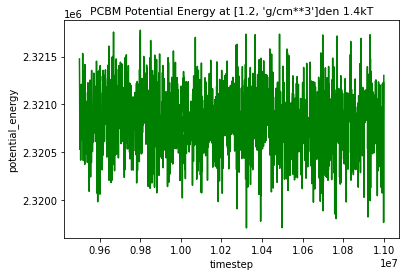 PCBM Potential Energy at [1.2, 'g/cm**3']den 1.4kT
1e6
2.3215
2.3210
2.3205
2.3200
potential_energy
0.96 0.98 1.00 1.02 1.04 1.06 1.08 1.10
timestep
1e7